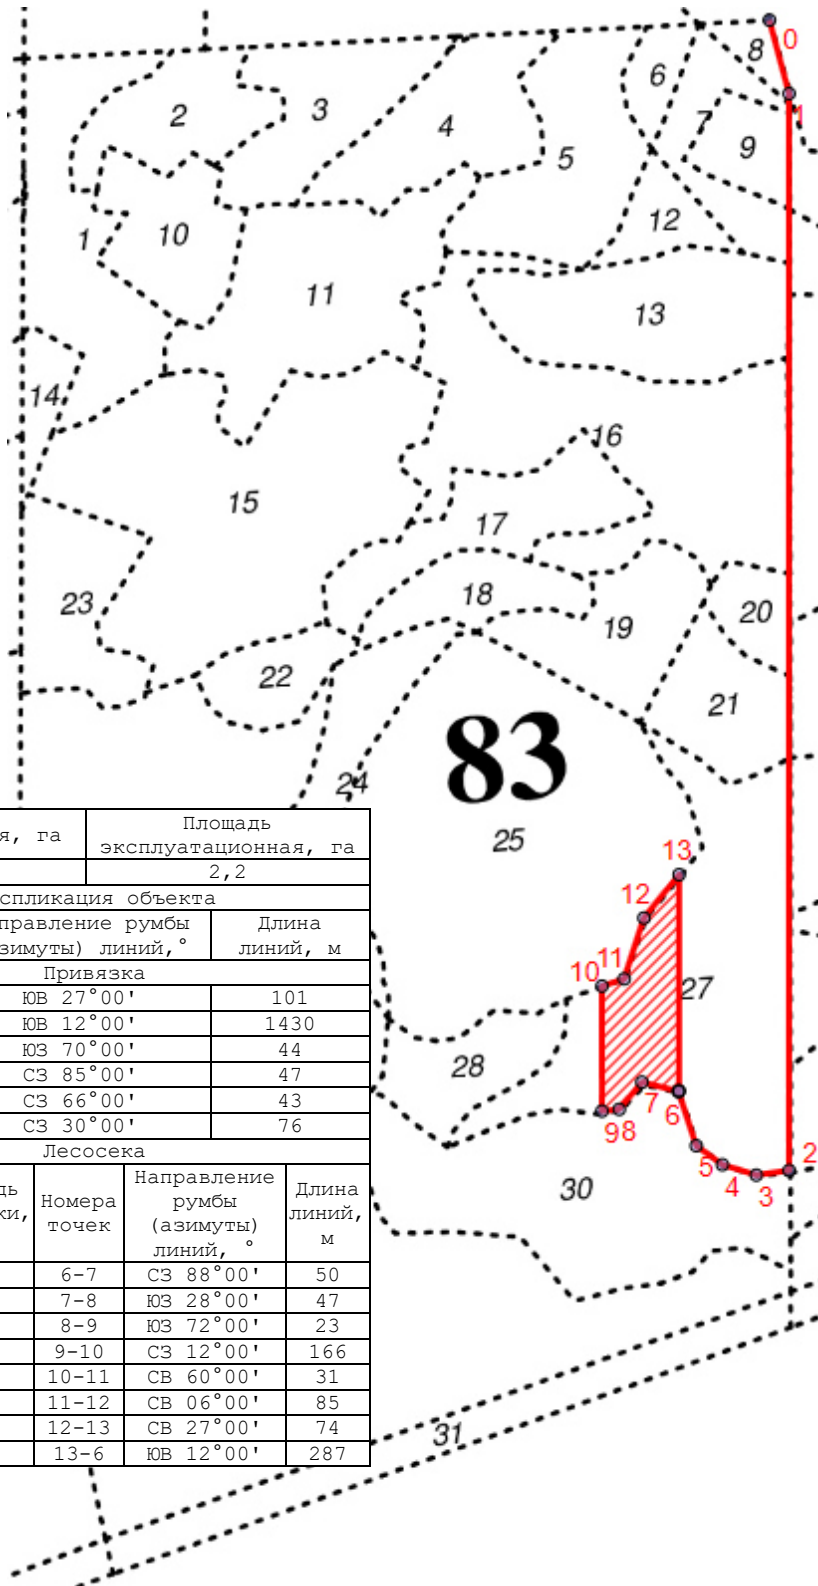 0
8
1
6
7
9
2
3
4
5
12
10
1
11
13
14
16
15
17
18
20
23
19
22
21
24
83
25
13
12
11
10
27
28
7
6
9 8
5
4
3
2
30
31
я, га
Площадь
эксплуатационная, га
2,2
спликация объекта
правление румбы
зимуты) линий,°
Длина
линий, м
Привязка
ЮВ 27°00' 101
ЮВ 12°00' 1430
ЮЗ 70°00' 44
СЗ 85°00' 47
СЗ 66°00' 43
СЗ 30°00' 76
Лесосека
дь
ки,
Номера
точек
Направление
румбы
(азимуты)
линий, °
Длина
линий,
м
6-7 СЗ 88°00' 50
7-8 ЮЗ 28°00' 47
8-9 ЮЗ 72°00' 23
9-10 СЗ 12°00' 166
10-11 СВ 60°00' 31
11-12 СВ 06°00' 85
12-13 СВ 27°00' 74
13-6 ЮВ 12°00' 287